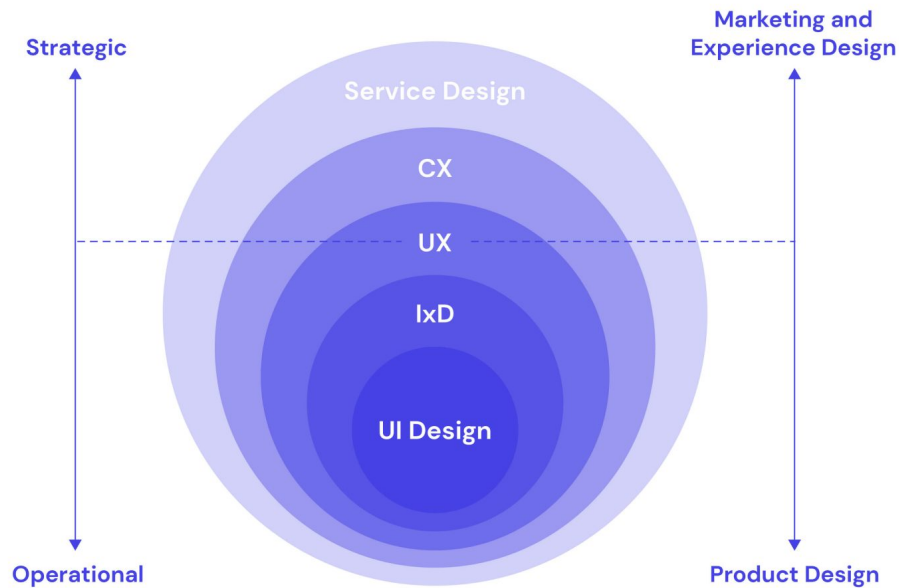 Strategic
Marketing and
Experience Design
Service Design
CX
UX
IxD
UI Design
Operational
Product Design